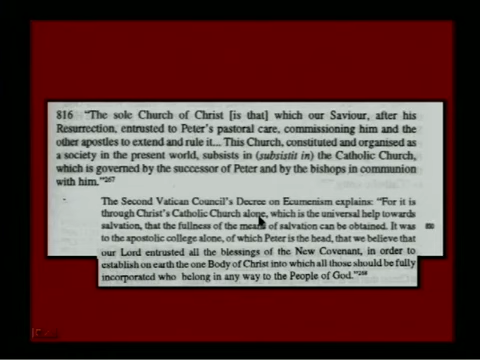 816 "The sole Church of Christ [is that] which our Saviour, after his
Resurrection, entrusted to Peter's pastoral care, commissioning him and the
other apostles to extend and rule it... This Church, constituted and organised as
a society in the present world, subsists in (subsistit in) the Catholic Church,
which is governed by the successor of Peter and by the bishops in communion
with him."267
The Second Vatican Council's Decree on Ecumenism explains: "For it is
through Christ's Catholic Church alone, which is the universal help towards
salvation, that the fullness of the means of salvation can be obtained. It was
to the apostolic college alone, of which Peter is the head, that we believe that
our Lord entrusted all the blessings of the New Covenant, in order to
establish on earth the one Body of Christ into which all those should be fully
incorporated who belong in any way to the People of God."268